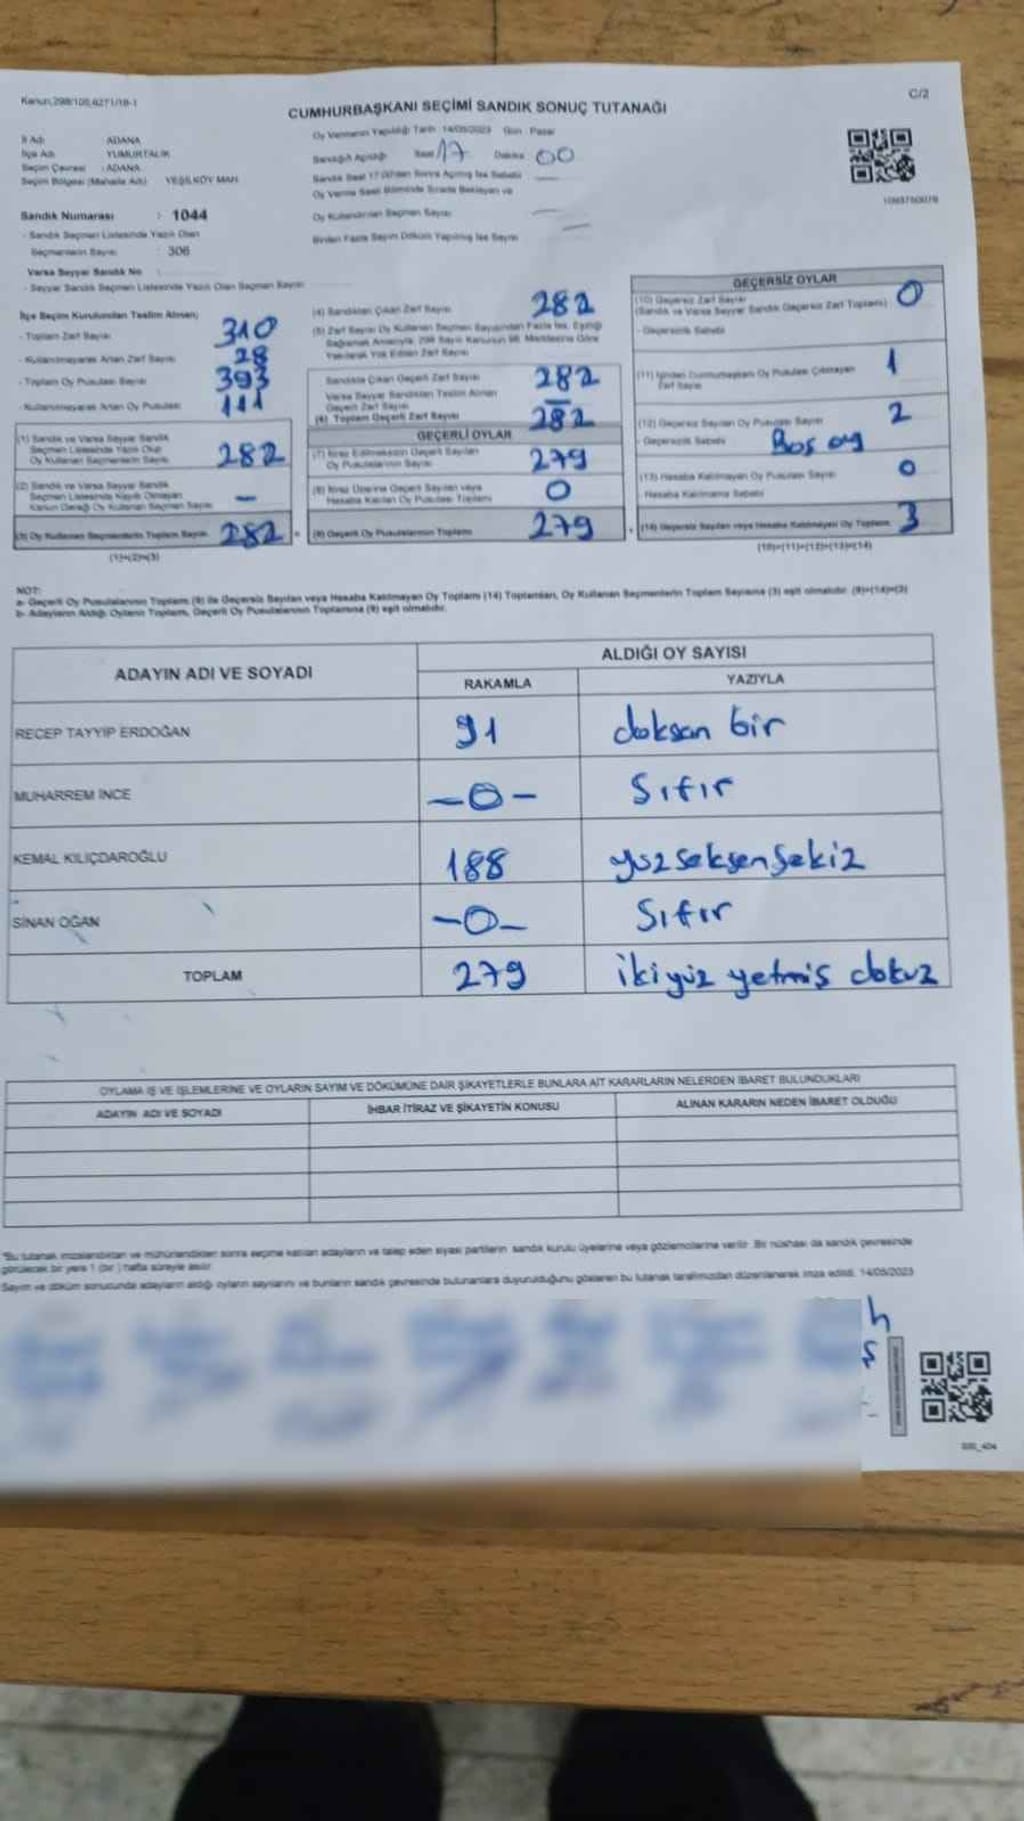 Kanun,298/105,6271/18-1
C/2
CUMHURBAŞKANI SEÇİMİ SANDIK SONUÇ TUTANAĞI
İl Adı : ADANA
İlçe Adı : YUMURTALIK
Seçim Çevresi : ADANA
Seçim Bölgesi (Mahalle Adı) : YEŞİLKÖY MAH.
Oy Vermenin Yapıldığı Tarih 14/05/2023 Gün : Pazar
Sandığın Açıldığı Saat 17 Dakika 00
Sandık Saat 17.00'den Sonra Açılmış İse Sebebi
Oy Verme Saati Bitiminde Sırada Bekleyen ve
Oy Kullandırılan Seçmen Sayısı
Birden Fazla Sayım Döküm Yapılmış İse Sayısı
Sandık Numarası : 1044
- Sandık Seçmen Listesinde Yazılı Olan
Seçmenlerin Sayısı : 306
Varsa Seyyar Sandık No :
- Seyyar Sandık Seçmen Listesinde Yazılı Olan Seçmen Sayısı
İlçe Seçim Kurulundan Teslim Alınan;
- Toplam Zarf Sayısı 310
- Kullanılmayarak Artan Zarf Sayısı 28
- Toplam Oy Pusulası Sayısı 393
- Kullanılmayarak Artan Oy Pusulası 111
(1) Sandık ve Varsa Seyyar Sandık
Seçmen Listesinde Yazılı Olup
Oy Kullanan Seçmenlerin Sayısı 282
(2) Sandık ve Varsa Seyyar Sandık
Seçmen Listesinde Kayıtlı Olmayan
Kanun Gereği Oy Kullanan Seçmen Sayısı –
(3) Oy Kullanan Seçmenlerin Toplam Sayısı 282
(1)+(2)=(3)
(4) Sandıktan Çıkan Zarf Sayısı 282
(5) Zarf Sayısı Oy Kullanan Seçmen Sayısından Fazla İse, Eşitliği
Sağlamak Amacıyla, 298 Sayılı Kanunun 98. Maddesine Göre
Yakılarak Yok Edilen Zarf Sayısı
Sandıkta Çıkan Geçerli Zarf Sayısı 282
Varsa Seyyar Sandıktan Teslim Alınan
Geçerli Zarf Sayısı –
(6) Toplam Geçerli Zarf Sayısı 282
GEÇERLİ OYLAR
(7) İtiraz Edilmeksizin Geçerli Sayılan
Oy Pusulalarının Sayısı 279
(8) İtiraz Üzerine Geçerli Sayılan veya
Hesaba Katılan Oy Pusulası Toplamı 0
(9) Geçerli Oy Pusulalarının Toplamı 279
GEÇERSİZ OYLAR
(10) Geçersiz Zarf Sayısı
(Sandık ve Varsa Seyyar Sandık Geçersiz Zarf Toplamı) 0
- Geçersizlik Sebebi
(11) İçinden Cumhurbaşkanı Oy Pusulası Çıkmayan
Zarf Sayısı 1
(12) Geçersiz Sayılan Oy Pusulası Sayısı 2
- Geçersizlik Sebebi Boş oy
(13) Hesaba Katılmayan Oy Pusulası Sayısı 0
- Hesaba Katılmama Sebebi
(14) Geçersiz Sayılan veya Hesaba Katılmayan Oy Toplamı 3
(10)+(11)+(12)+(13)=(14)
NOT:
a- Geçerli Oy Pusulalarının Toplamı (9) ile Geçersiz Sayılan veya Hesaba Katılmayan Oy Toplamı (14) Toplamları, Oy Kullanan Seçmenlerin Toplam Sayısına (3) eşit olmalıdır. (9)+(14)=(3)
b- Adayların Aldığı Oyların Toplamı, Geçerli Oy Pusulalarının Toplamına (9) eşit olmalıdır.
ADAYIN ADI VE SOYADI
ALDIĞI OY SAYISI
RAKAMLA
YAZIYLA
RECEP TAYYİP ERDOĞAN 91 doksan bir
MUHARREM İNCE –0– Sıfır
KEMAL KILIÇDAROĞLU 188 yüzseksensekiz
SİNAN OĞAN –0– Sıfır
TOPLAM 279 ikiyüz yetmiş dokuz
OYLAMA İŞ VE İŞLEMLERİNE VE OYLARIN SAYIM VE DÖKÜMÜNE DAİR ŞİKAYETLERLE BUNLARA AİT KARARLARIN NELERDEN İBARET BULUNDUKLARI
ADAYIN ADI VE SOYADI
İHBAR İTİRAZ VE ŞİKAYETİN KONUSU
ALINAN KARARIN NEDEN İBARET OLDUĞU
*Bu tutanak imzalandıktan ve mühürlendikten sonra seçime katılan adayların ve talep eden siyasi partilerin sandık kurulu üyelerine veya gözlemcilerine verilir. Bir nüshası da sandık çevresinde
görülecek bir yere 1 (bir) hafta süreyle asılır.
Sayım ve döküm sonucunda adayların aldığı oyların sayılarını ve bunların sandık çevresinde bulunanlara duyurulduğunu gösteren bu tutanak tarafımızdan düzenlenerek imza edildi. 14/05/2023